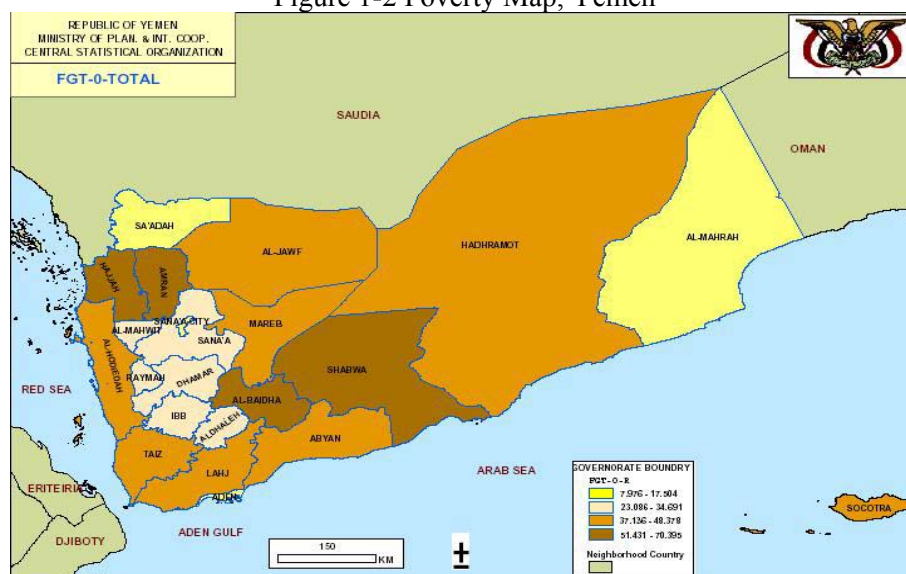 Figure 1-2 Poverty Map, Yemen
REPUBLIC OF YEMEN
MINISTRY OF PLAN. & INT. COOP.
CENTRAL STATISTICAL ORGANIZATION
FGT-0-TOTAL
SAUDIA
OMAN
SA'ADAH
AL-JAWF
HADHRAMOT
AL-MAHRAH
HAJJAH
AMRAN
SANA'A CITY
AL-MAHWIT
SANA'A
MAREB
AL-HODIEDAH
RAYMAH
DHAMAR
SHABWA
RED SEA
AL-BAIDHA
IBB
ALDHALEH
ABYAN
TAIZ
LAHJ
ADEN
ARAB SEA
ERITEIRIA
DJIBOTY
ADEN GULF
SOCOTRA
150
KM
GOVERNORATE BOUNDRY
FGT-0-R
7.976 - 17.504
23.086 - 34.691
37.126 - 48.378
51.431 - 70.395
Neighborhood Country